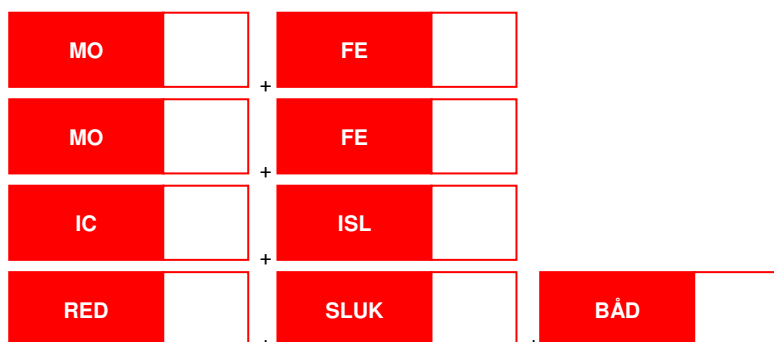 MO + FE
MO + FE
IC + ISL
RED + SLUK + BÅD